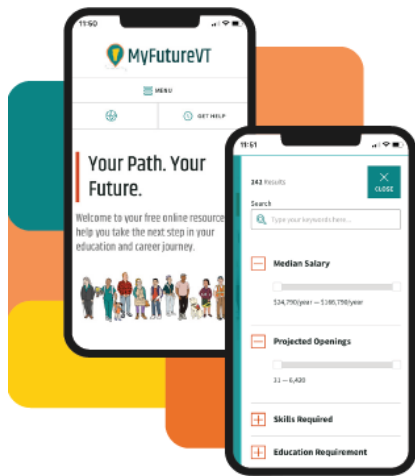 11:50
MyFutureVT
MENU
GET HELP
Your Path. Your
Future.
Welcome to your free online resource
help you take the next step in your
education and career journey.
11:51
242 Results
CLOSE
Search
Type your keywords here...
Median Salary
$34,790/year — $166,790/year
Projected Openings
11 — 6,420
Skills Required
Education Requirement